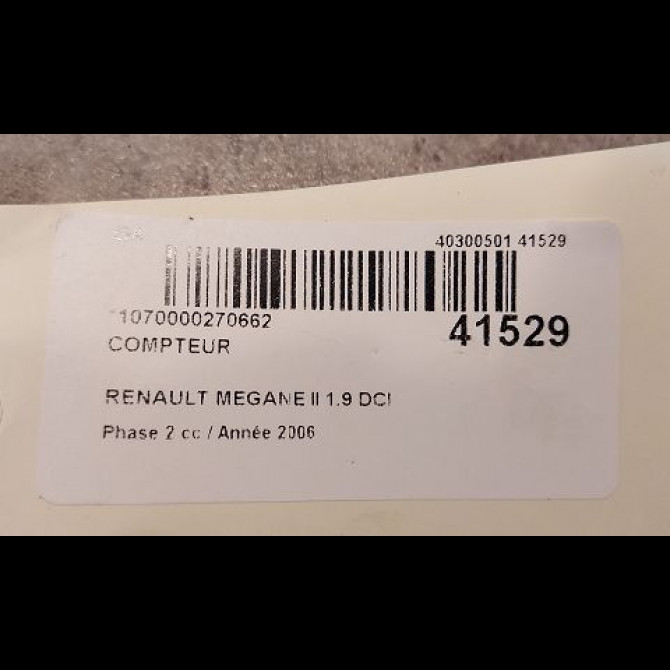 40300501 41529
1070000270662
41529
COMPTEUR
RENAULT MEGANE II 1.9 DCI
Phase 2 cc / Année 2006